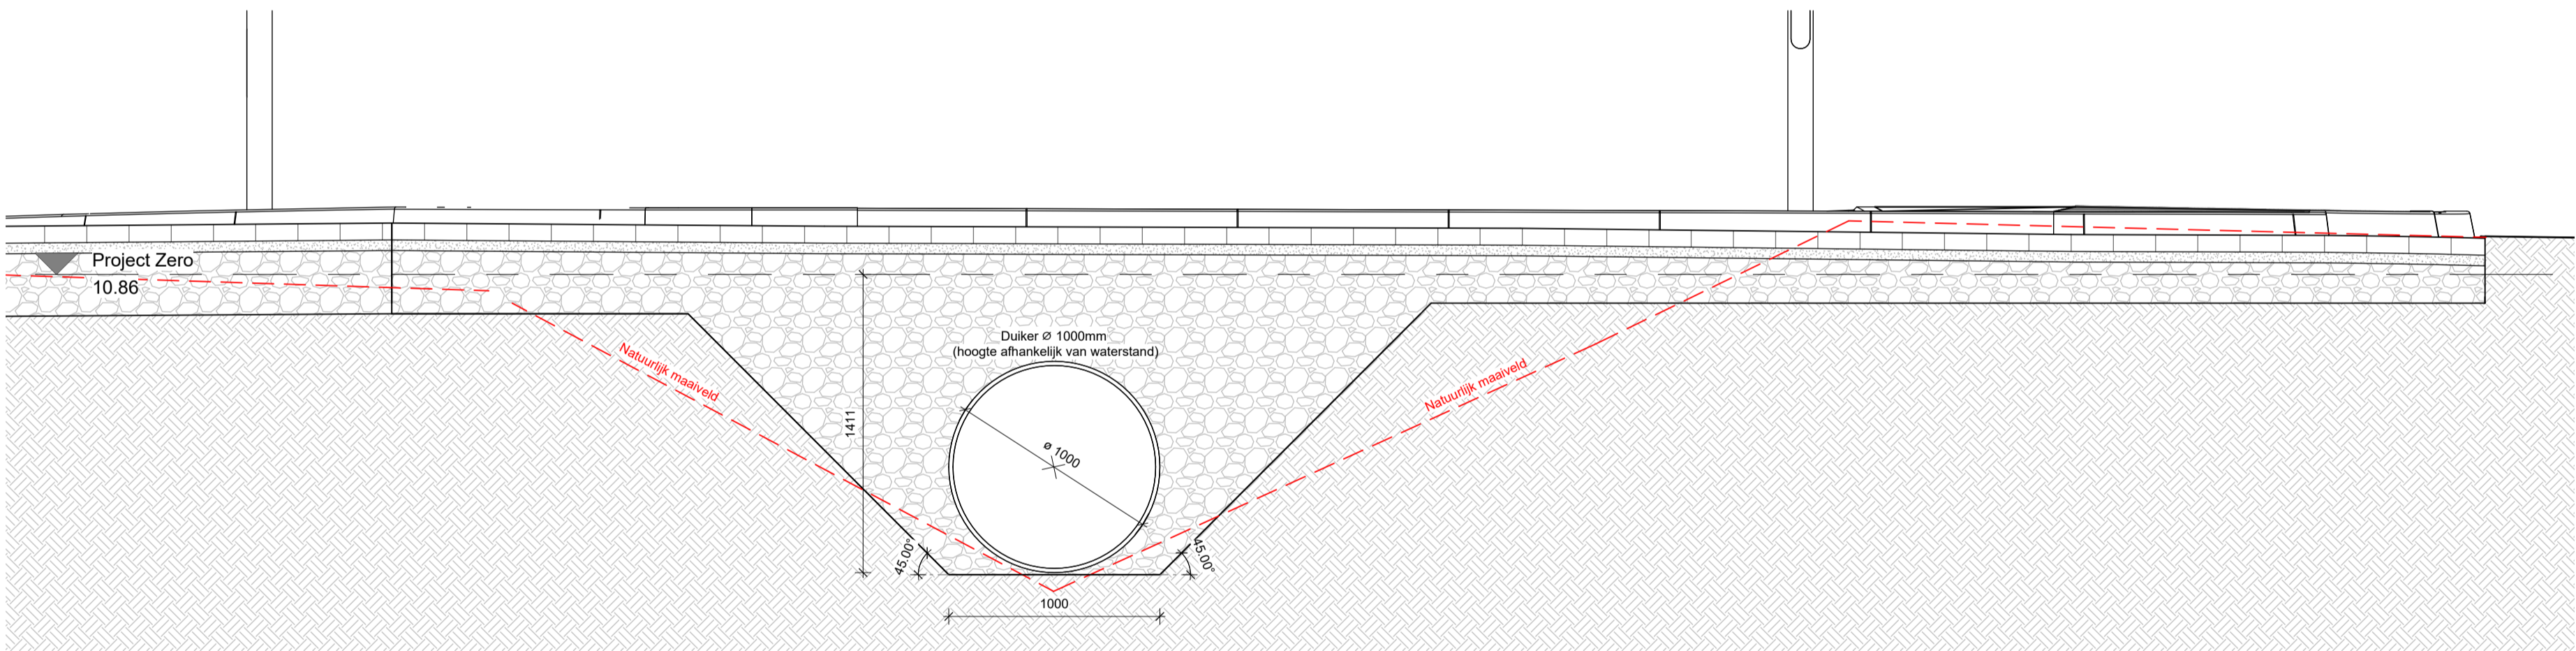 Project Zero
10.86
Duiker Ø 1000mm
(hoogte afhankelijk van waterstand)
Natuurlijk maaiveld
Natuurlijk maaiveld
1411
ø 1000
45.00°
45.00°
1000